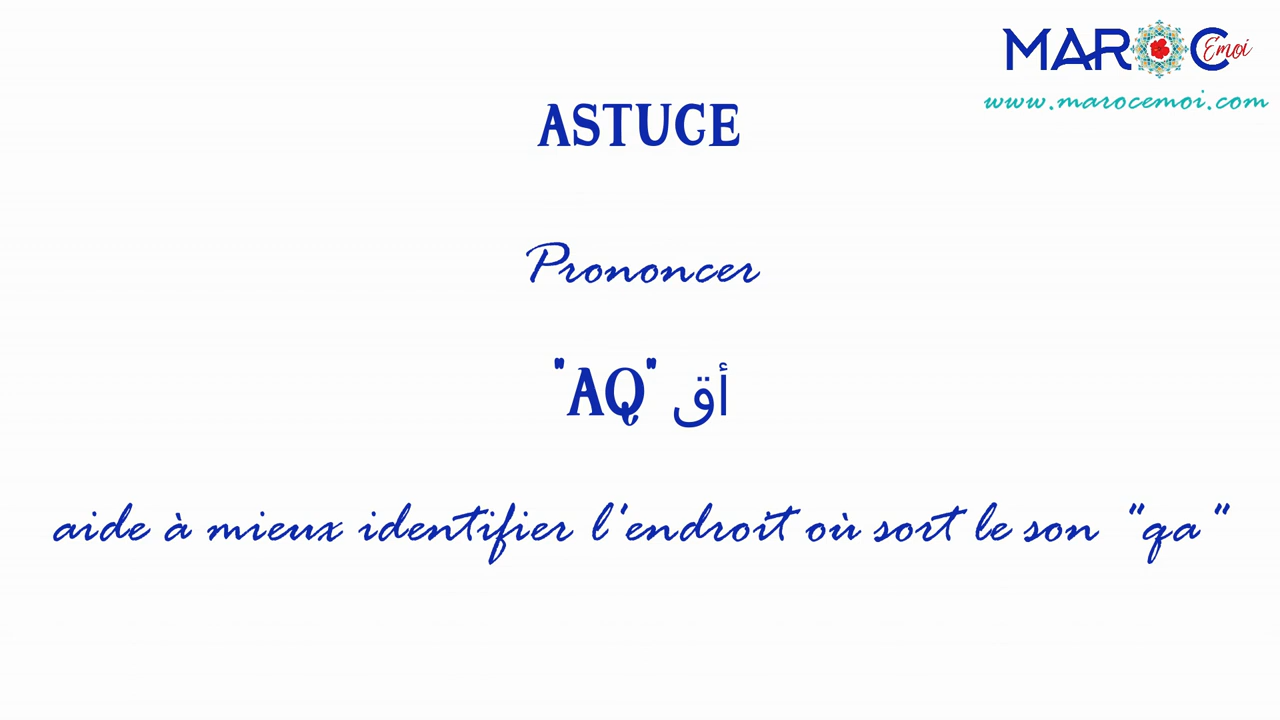 MAROC Emoi
www.marocemoi.com
ASTUCE
Prononcer
"AQ" أق
aide à mieux identifier l'endroit où sort le son "qa"